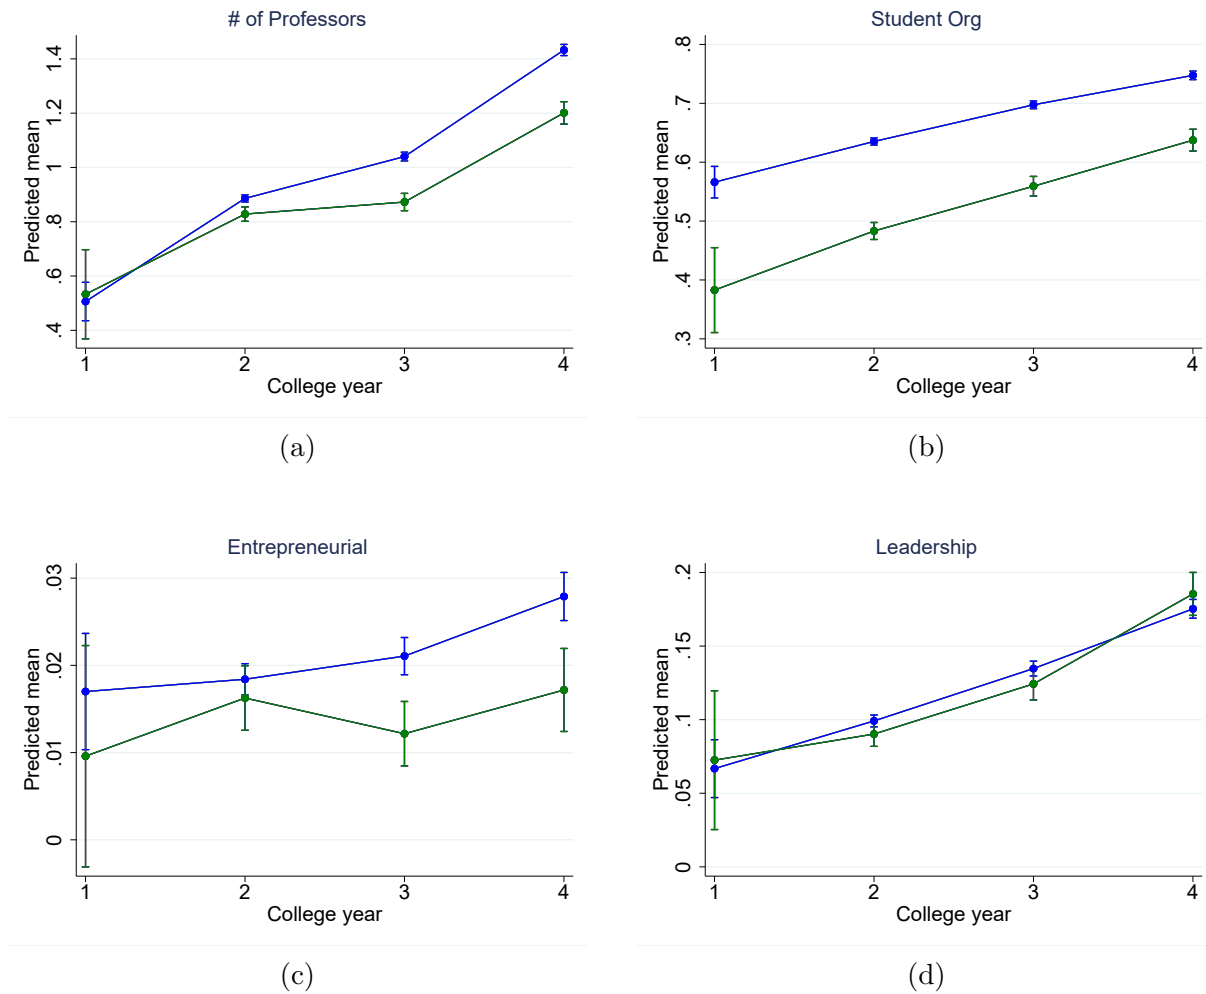 # of Professors
Predicted mean
1.4
1.2
1
.8
.6
.4
1 2 3 4
College year
(a)
Student Org
Predicted mean
.8
.7
.6
.5
.4
.3
1 2 3 4
College year
(b)
Entrepreneurial
Predicted mean
.03
.02
.01
0
1 2 3 4
College year
(c)
Leadership
Predicted mean
.2
.15
.1
.05
0
1 2 3 4
College year
(d)